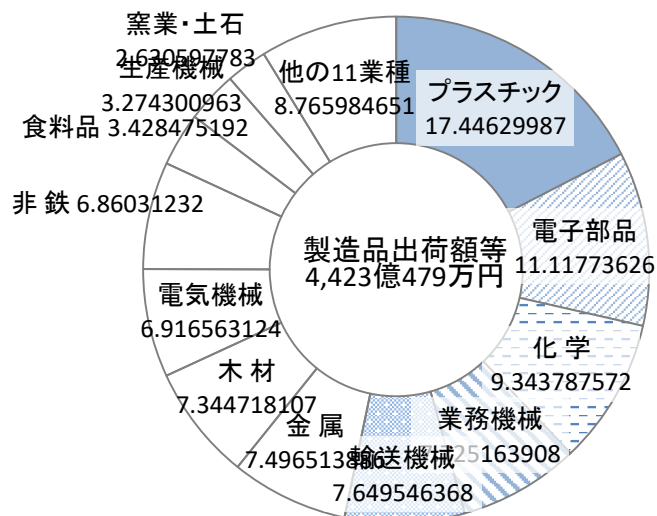 プラスチック
17.44629987
電子部品
11.11773626
化 学
9.343787572
業務機械
輸送機械
7.649546368
金 属
木 材
7.344718107
電気機械
6.916563124
非 鉄 6.86031232
食料品 3.428475192
生産機械
3.274300963
窯業・土石
2.630597783
他の11業種
8.765984651
製造品出荷額等
4,423億479万円